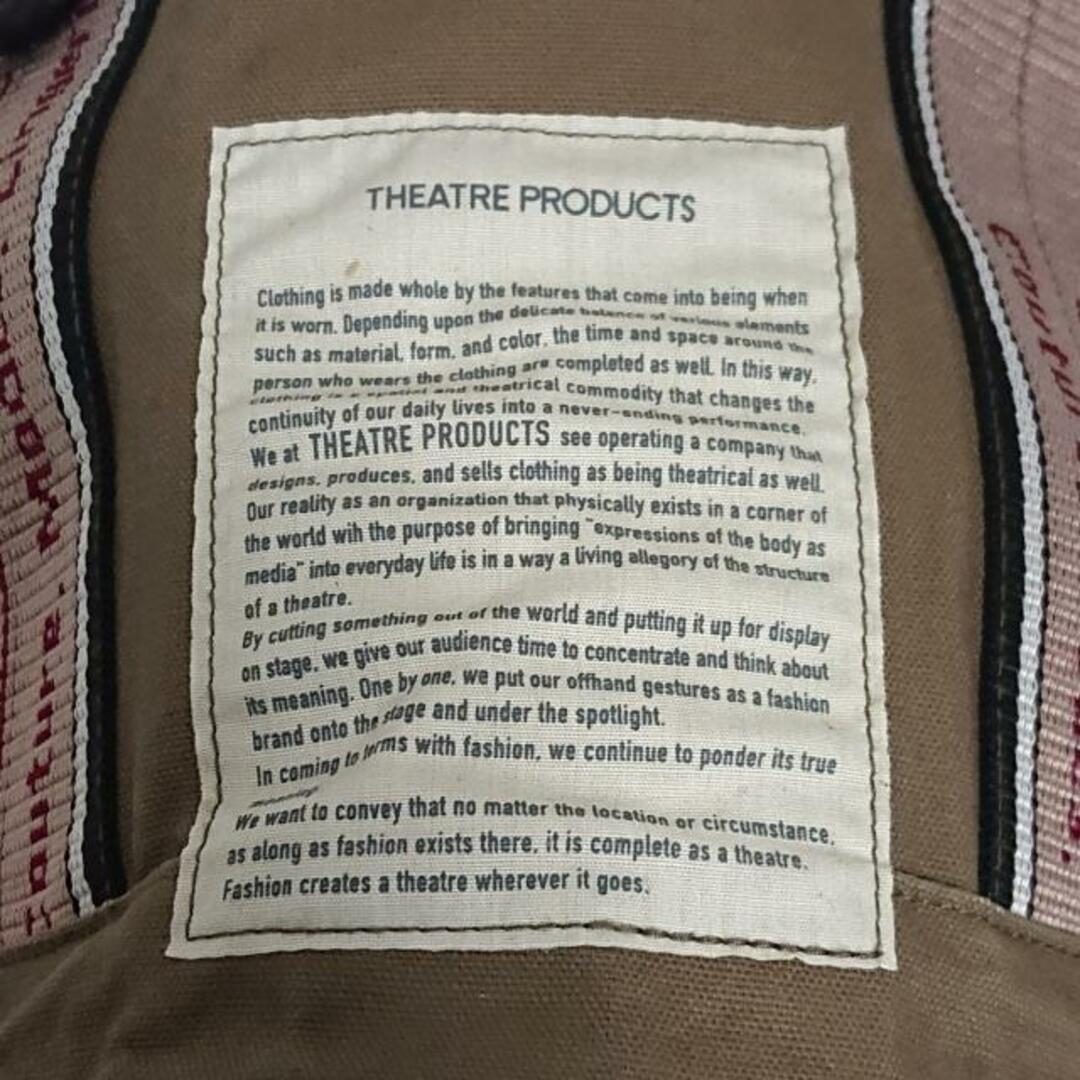 THEATRE PRODUCTS
Clothing is made whole by the features that come into being when
it is worn. Depending upon the delicate balance of various elements
such as material, form, and color, the time and space around the
person who wears the clothing are completed as well. In this way,
clothing is a spatial and theatrical commodity that changes the
continuity of our daily lives into a never-ending performance.
We at THEATRE PRODUCTS see operating a company that
designs, produces, and sells clothing as being theatrical as well.
Our reality as an organization that physically exists in a corner of
the world wih the purpose of bringing "expressions of the body as
media" into everyday life is in a way a living allegory of the structure
of a theatre.
By cutting something out of the world and putting it up for display
on stage, we give our audience time to concentrate and think about
its meaning. One by one, we put our offhand gestures as a fashion
brand onto the stage and under the spotlight.
In coming to terms with fashion, we continue to ponder its true
meaning.
We want to convey that no matter the location or circumstance,
as along as fashion exists there, it is complete as a theatre.
Fashion creates a theatre wherever it goes.